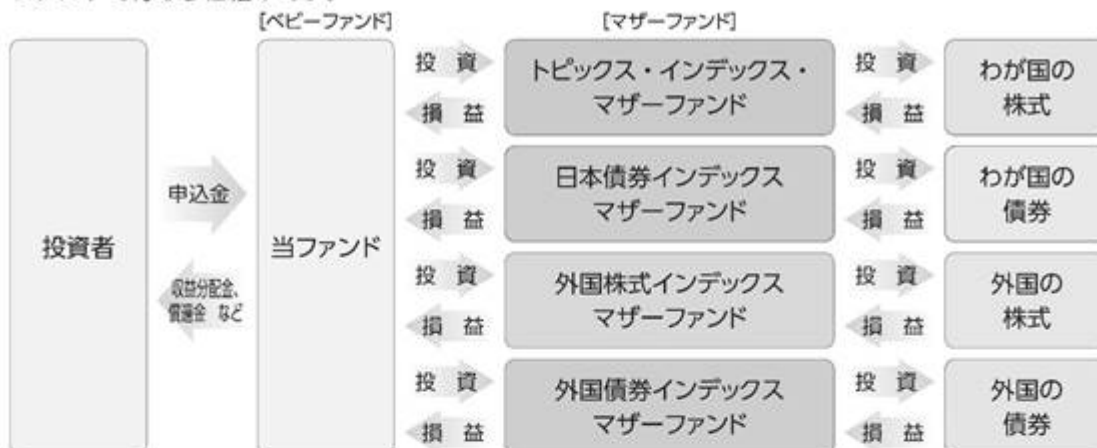 [ベビーファンド]
[マザーファンド]
投資者
申込金
収益分配金、
償還金 など
当ファンド
投 資
損 益
トピックス・インデックス・
マザーファンド
投 資
損 益
わが国の
株式
投 資
損 益
日本債券インデックス
マザーファンド
投 資
損 益
わが国の
債券
投 資
損 益
外国株式インデックス
マザーファンド
投 資
損 益
外国の
株式
投 資
損 益
外国債券インデックス
マザーファンド
投 資
損 益
外国の
債券